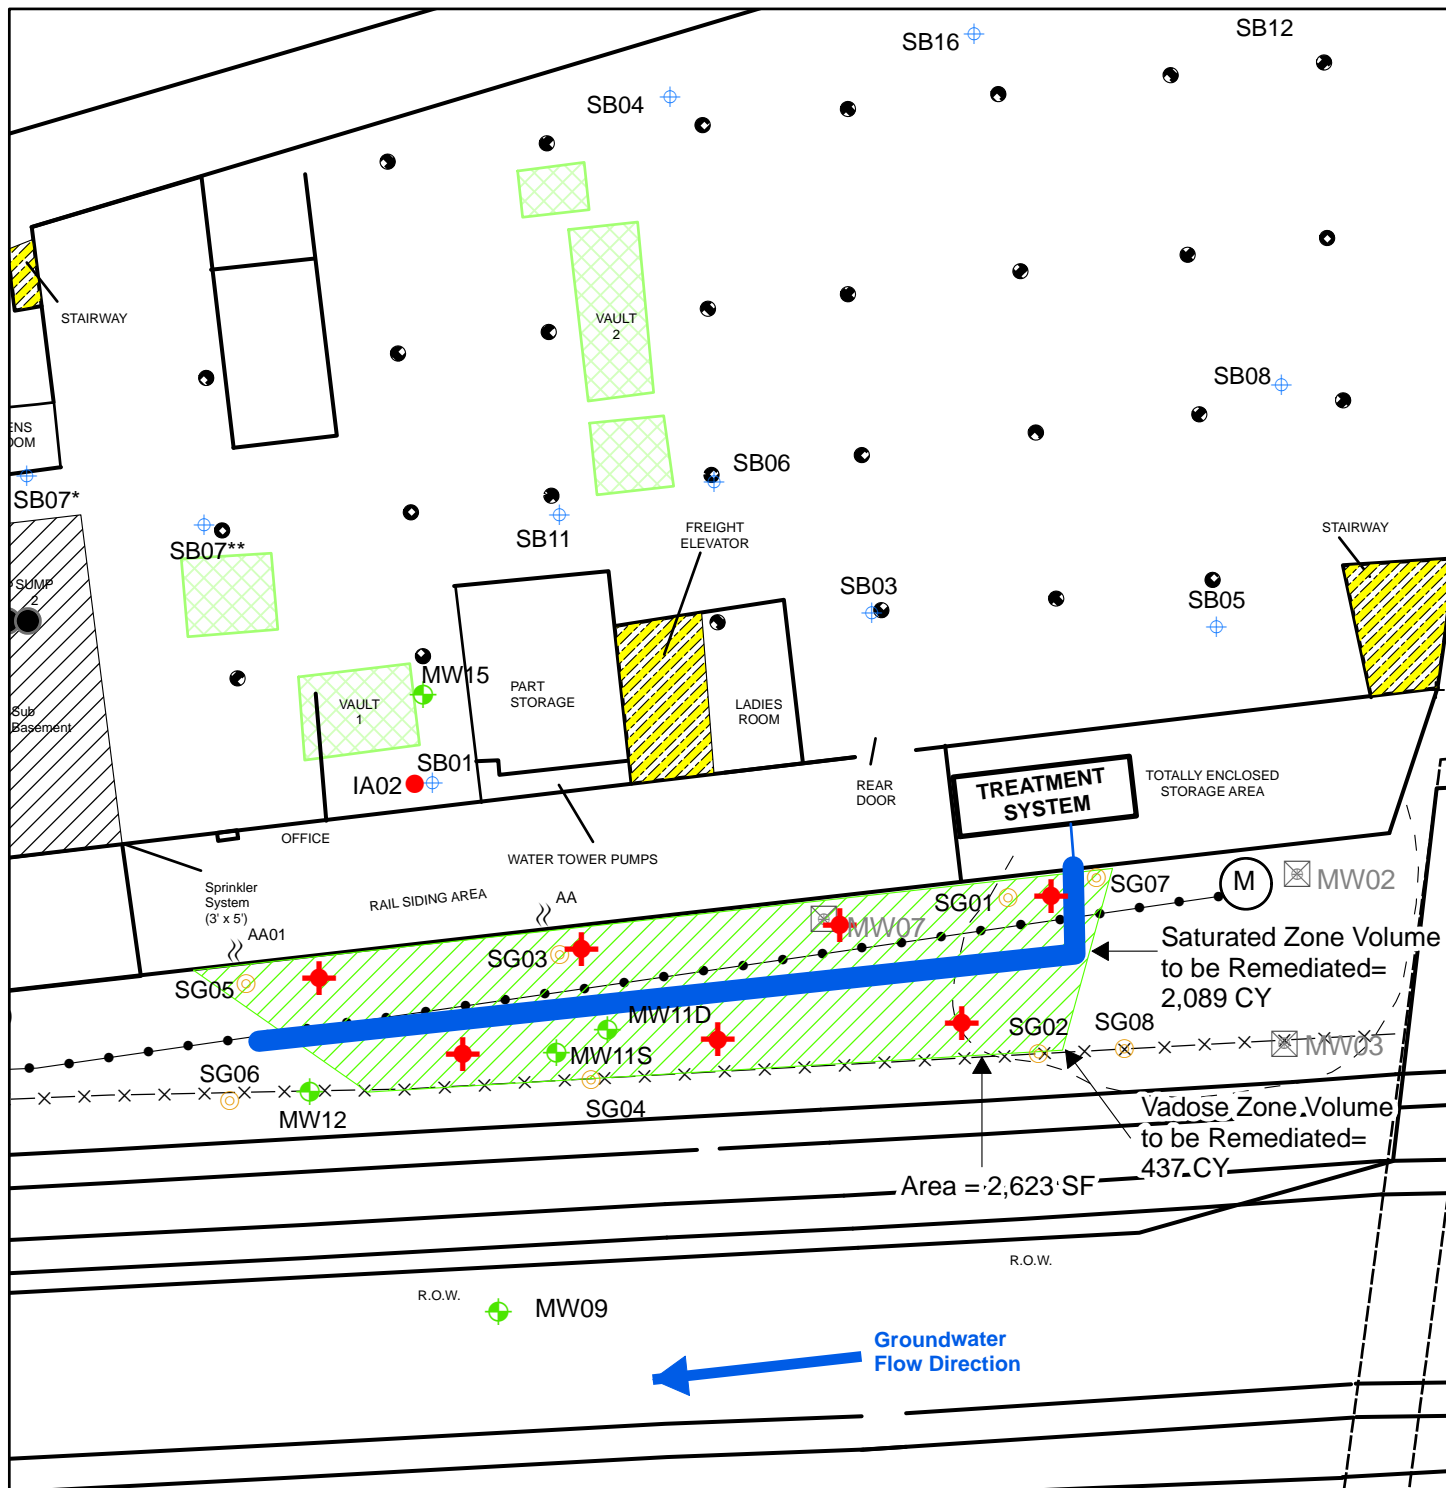 SB16
SB12
SB04
STAIRWAY
VAULT
2
SB08
ENS
OOM
SB07*
SB06
SB11
FREIGHT
ELEVATOR
STAIRWAY
SB07**
SUMP
2
SB03
SB05
MW15
VAULT
1
PART
STORAGE
LADIES
ROOM
Sub
Basement
SB01
IA02
REAR
DOOR
TREATMENT
SYSTEM
TOTALLY ENCLOSED
STORAGE AREA
OFFICE
WATER TOWER PUMPS
Sprinkler
System
(3' x 5')
RAIL SIDING AREA
AA
AA01
SG07
M
MW02
SG01
MW07
SG03
SG05
Saturated Zone Volume
to be Remediated=
2,089 CY
MW11D
MW11S
SG02
SG08
MW03
SG06
MW12
SG04
Vadose Zone Volume
to be Remediated=
437 CY
Area = 2,623 SF
R.O.W.
R.O.W.
MW09
Groundwater
Flow Direction